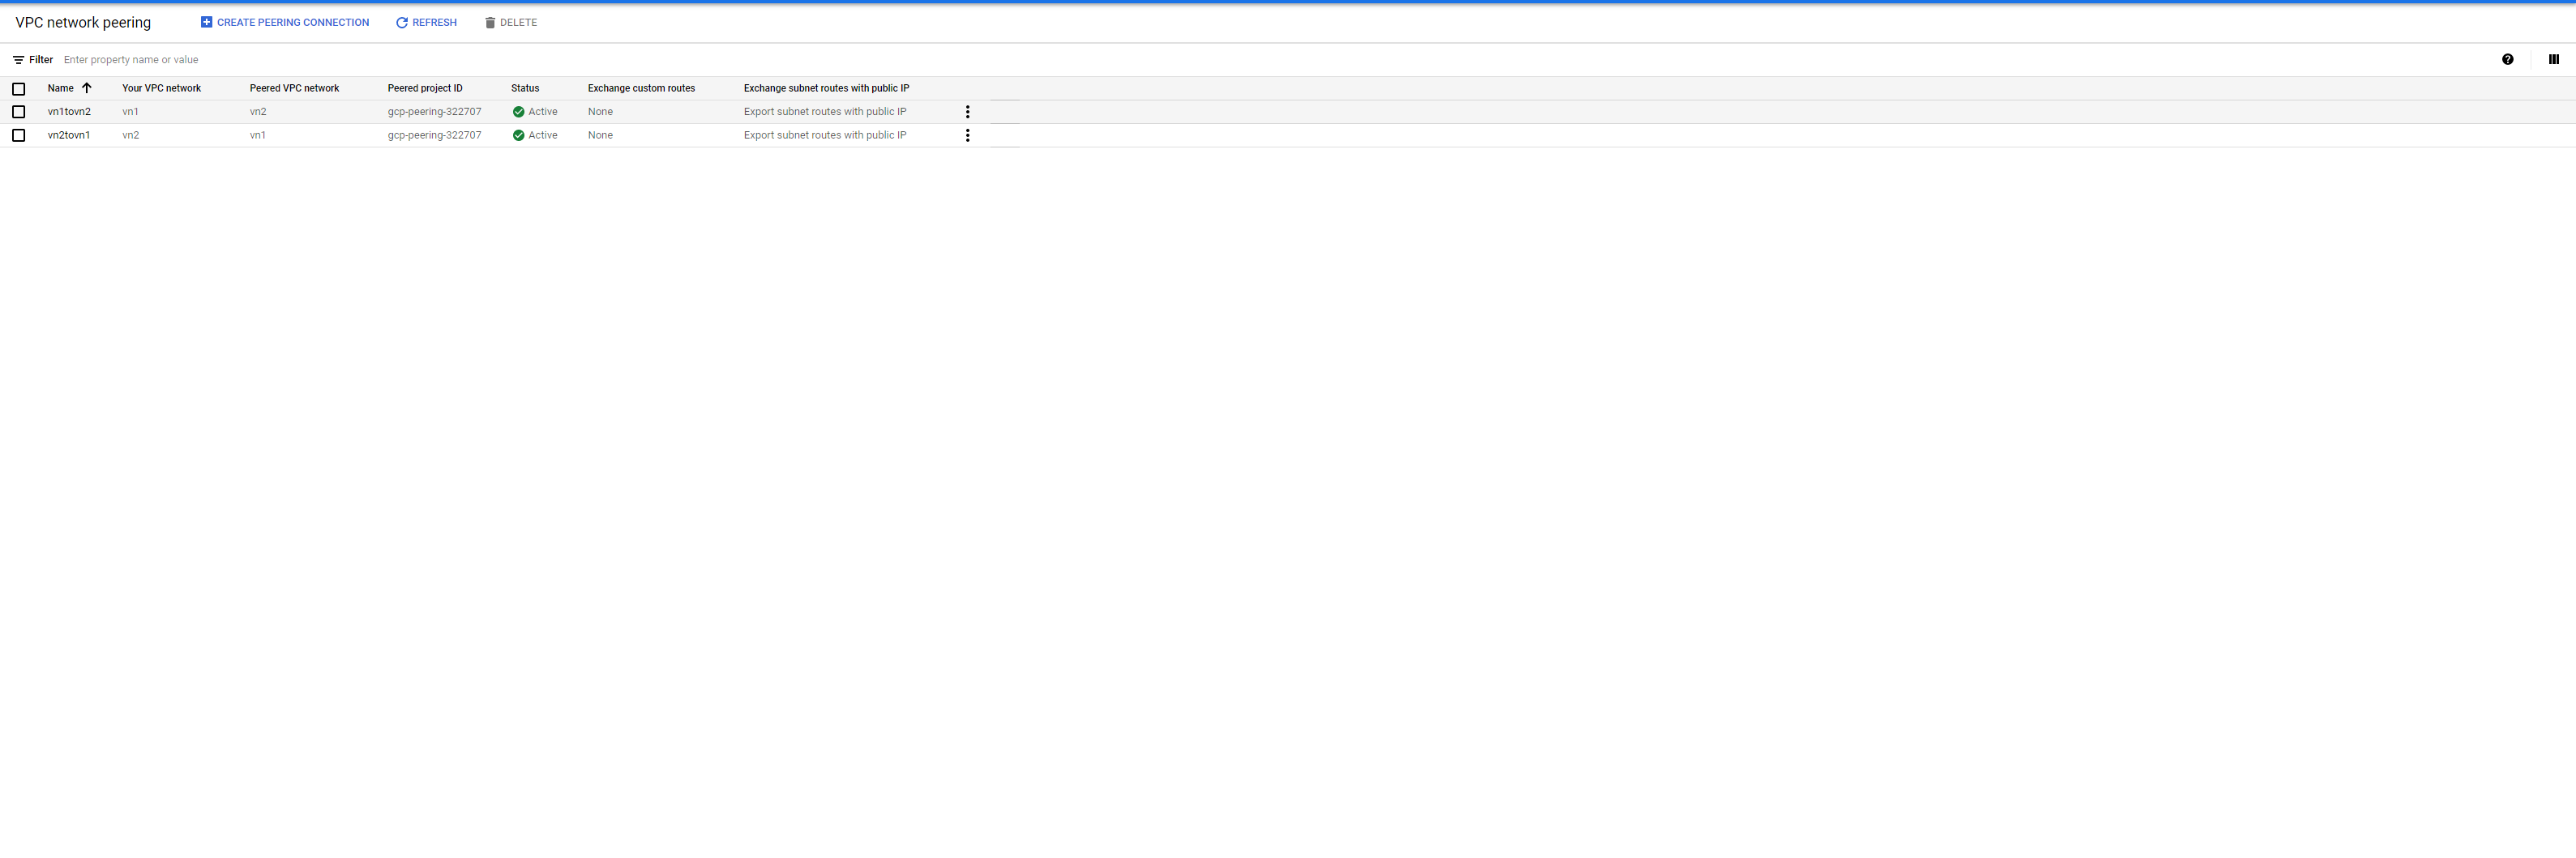 VPC network peering CREATE PEERING CONNECTION REFRESH DELETE
Filter Enter property name or value
Name Your VPC network Peered VPC network Peered project ID Status Exchange custom routes Exchange subnet routes with public IP
vn1tovn2 vn1 vn2 gcp-peering-322707 Active None Export subnet routes with public IP
vn2tovn1 vn2 vn1 gcp-peering-322707 Active None Export subnet routes with public IP